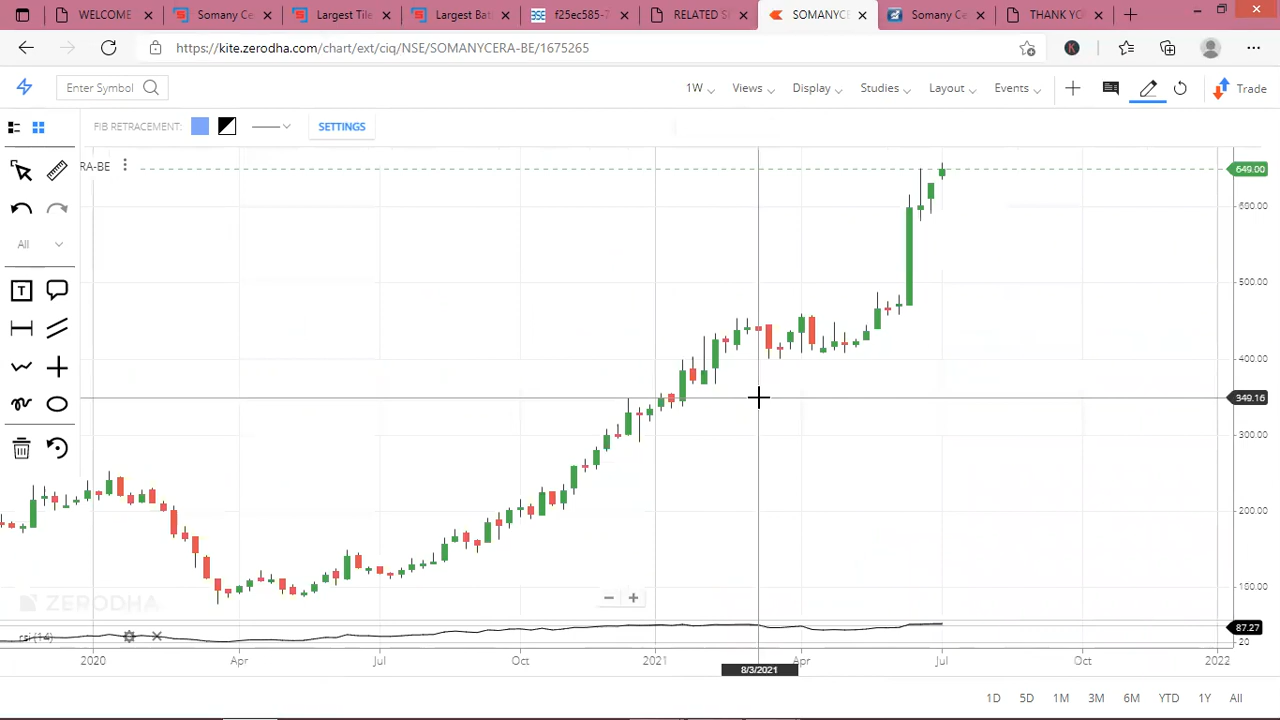 WELCOME
Somany Ce
Largest Tile
Largest Bat
f25ec585-7
RELATED S
SOMANYCE
Somany Ce
THANK YO
https://kite.zerodha.com/chart/ext/ciq/NSE/SOMANYCERA-BE/1675265
Enter Symbol
1W Views Display Studies Layout Events Trade
FIB RETRACEMENT: SETTINGS
RA-BE
649.00
600.00
500.00
400.00
349.16
300.00
200.00
100.00
All
ZERODHA
rsi (14)
87.27
20
2020 Apr Jul Oct 2021 Apr Jul Oct 2022
8/3/2021
1D 5D 1M 3M 6M YTD 1Y All